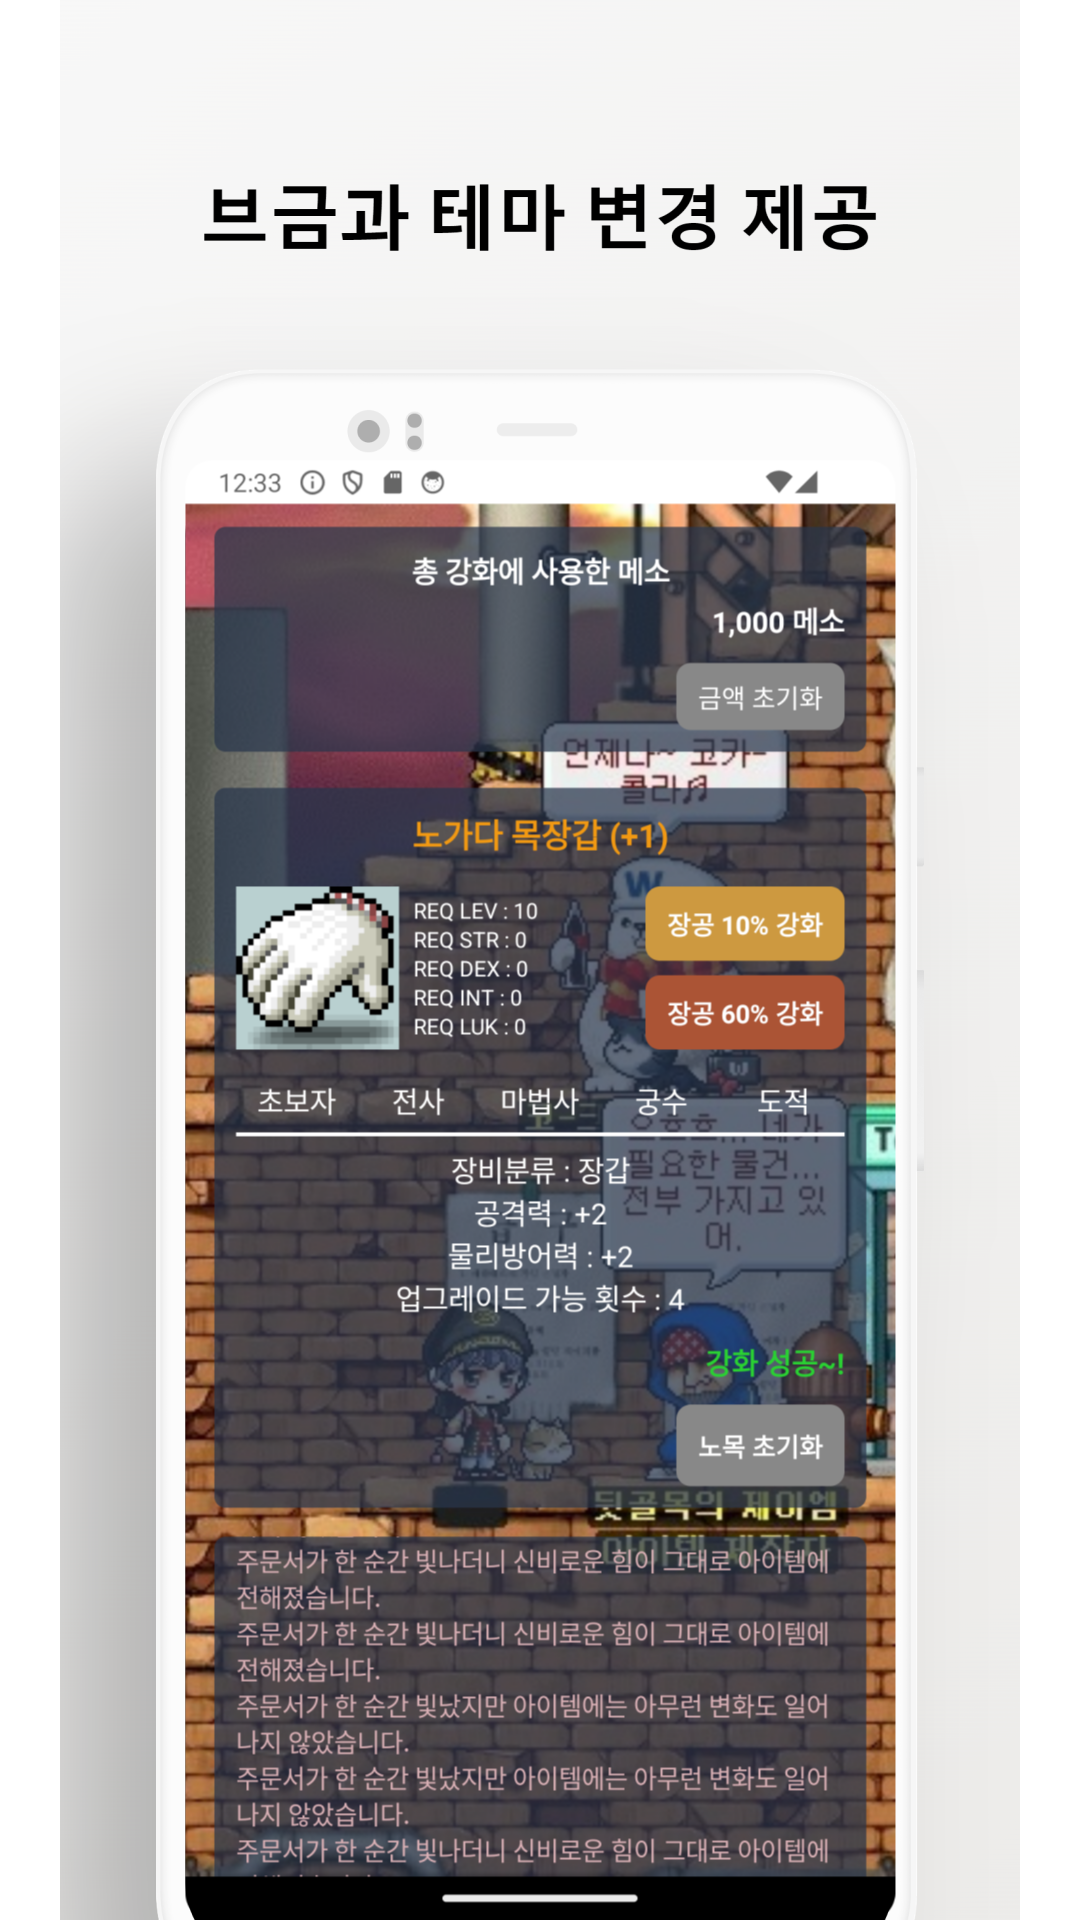 브금과 테마 변경 제공
12:33
총 강화에 사용한 메소
1,000 메소
금액 초기화
언제나~ 코카-
콜라♬
노가다 목장갑 (+1)
W
REQ LEV : 10
REQ STR : 0
REQ DEX : 0
REQ INT : 0
REQ LUK : 0
장공 10% 강화
장공 60% 강화
W
초보자 전사 마법사 궁수 도적
으흐흐... 네가
필요한 물건...
전부 가지고 있
어.
T
장비분류 : 장갑
공격력 : +2
물리방어력 : +2
업그레이드 가능 횟수 : 4
강화 성공~!
노목 초기화
뒷골목의 제이엠
아이템 제작자
주문서가 한 순간 빛나더니 신비로운 힘이 그대로 아이템에
전해졌습니다.
주문서가 한 순간 빛나더니 신비로운 힘이 그대로 아이템에
전해졌습니다.
주문서가 한 순간 빛났지만 아이템에는 아무런 변화도 일어
나지 않았습니다.
주문서가 한 순간 빛났지만 아이템에는 아무런 변화도 일어
나지 않았습니다.
주문서가 한 순간 빛나더니 신비로운 힘이 그대로 아이템에